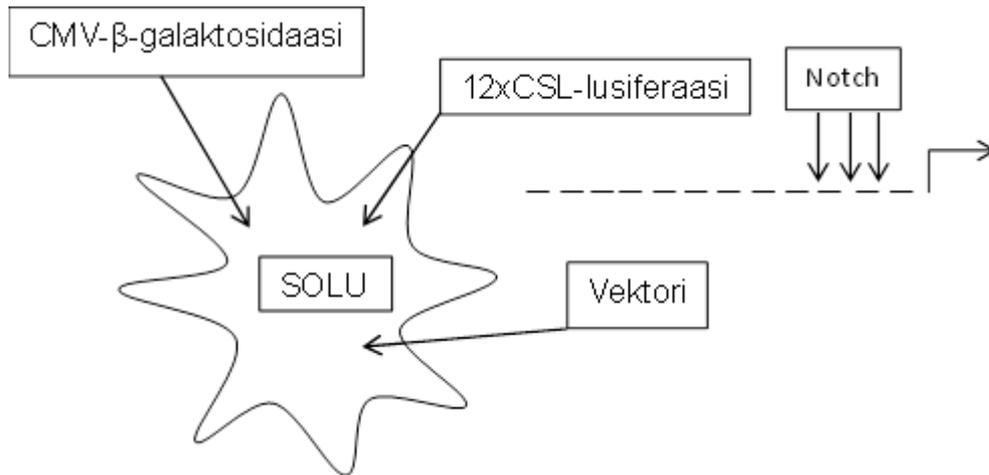 CMV-β-galaktosidaasi
12xCSL-lusiferaasi
Notch
SOLU
Vektori